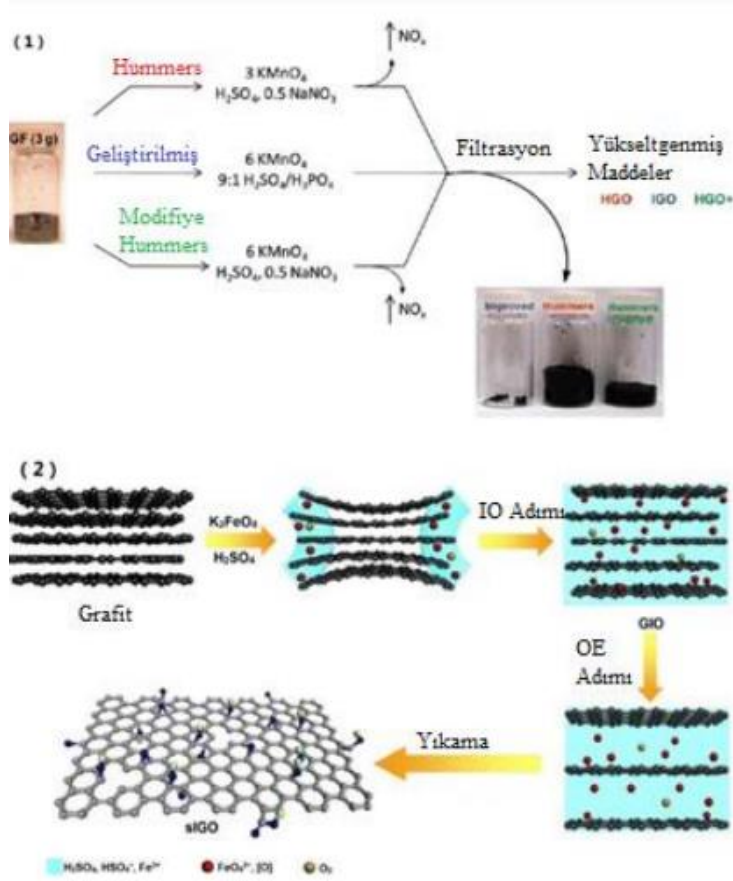 (1)
NOₓ
Hummers
3 KMnO₄
H₂SO₄, 0.5 NaNO₃
GF (3 g)
Geliştirilmiş
6 KMnO₄
9:1 H₂SO₄/H₃PO₄
Filtrasyon
Yükseltgenmiş
Maddeler
HGO IGO HGO+
Modifiye
Hummers
6 KMnO₄
H₂SO₄, 0.5 NaNO₃
NOₓ
Improved
Hummers
Hummers
(2)
K₂FeO₄
H₂SO₄
IO Adımı
Grafit
GIO
OE
Adımı
Yıkama
sIGO
H₂SO₄, HSO₄⁻, Fe³⁺
FeO₄²⁻, [O]
O₂